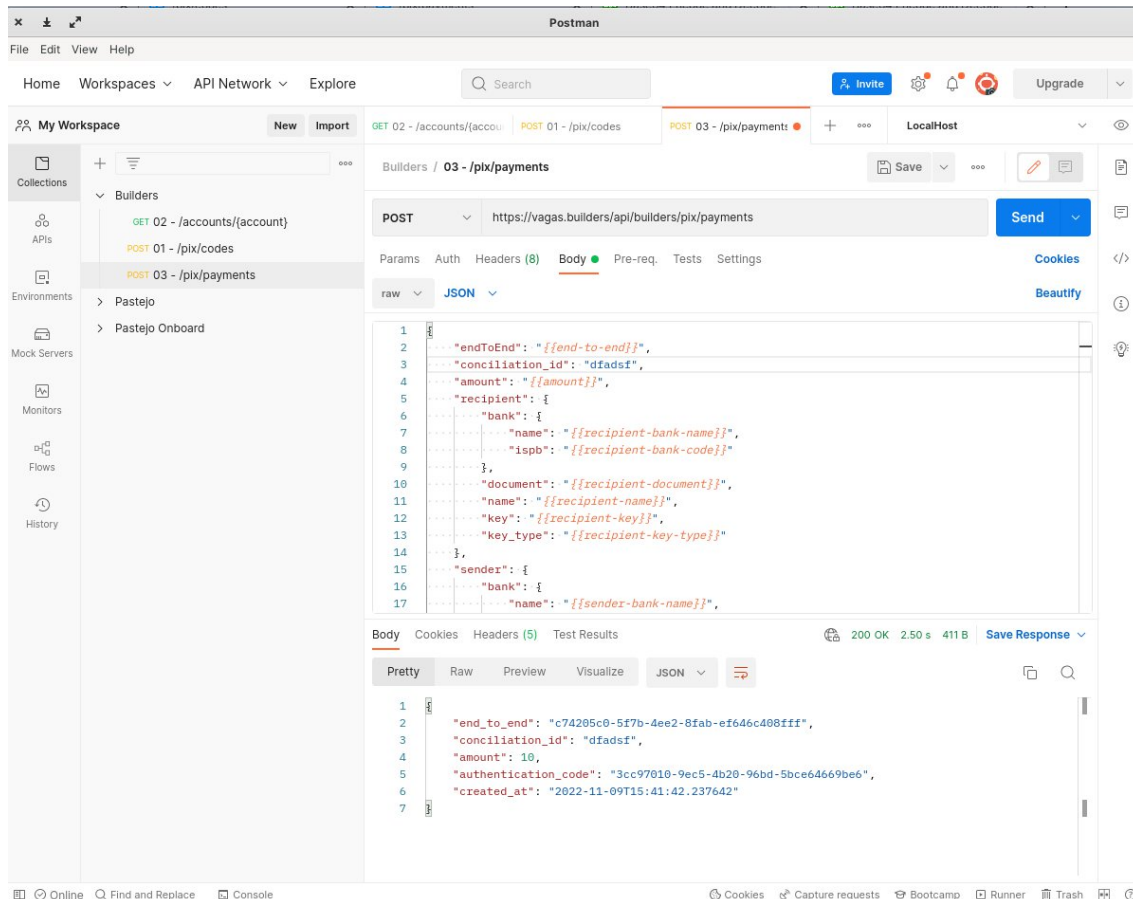 Postman
File Edit View Help
Home Workspaces API Network Explore Search Invite Upgrade
My Workspace New Import
GET 02 - /accounts/{accou POST 01 - /pix/codes POST 03 - /pix/payments LocalHost
Collections
APIs
Environments
Mock Servers
Monitors
Flows
History
Builders
GET 02 - /accounts/{account}
POST 01 - /pix/codes
POST 03 - /pix/payments
Pastejo
Pastejo Onboard
Builders / 03 - /pix/payments Save
POST https://vagas.builders/api/builders/pix/payments Send
Params Auth Headers (8) Body Pre-req. Tests Settings Cookies
raw JSON Beautify
1 {
2 "endToEnd": "{{end-to-end}}",
3 "conciliation_id": "dfadsf",
4 "amount": "{{amount}}",
5 "recipient": {
6 "bank": {
7 "name": "{{recipient-bank-name}}",
8 "ispb": "{{recipient-bank-code}}"
9 },
10 "document": "{{recipient-document}}",
11 "name": "{{recipient-name}}",
12 "key": "{{recipient-key}}",
13 "key_type": "{{recipient-key-type}}"
14 },
15 "sender": {
16 "bank": {
17 "name": "{{sender-bank-name}}",
Body Cookies Headers (5) Test Results 200 OK 2.50 s 411 B Save Response
Pretty Raw Preview Visualize JSON
1 {
2 "end_to_end": "c74205c0-5f7b-4ee2-8fab-ef646c408fff",
3 "conciliation_id": "dfadsf",
4 "amount": 10,
5 "authentication_code": "3cc97010-9ec5-4b20-96bd-5bce64669be6",
6 "created_at": "2022-11-09T15:41:42.237642"
7 }
Online Find and Replace Console Cookies Capture requests Bootcamp Runner Trash